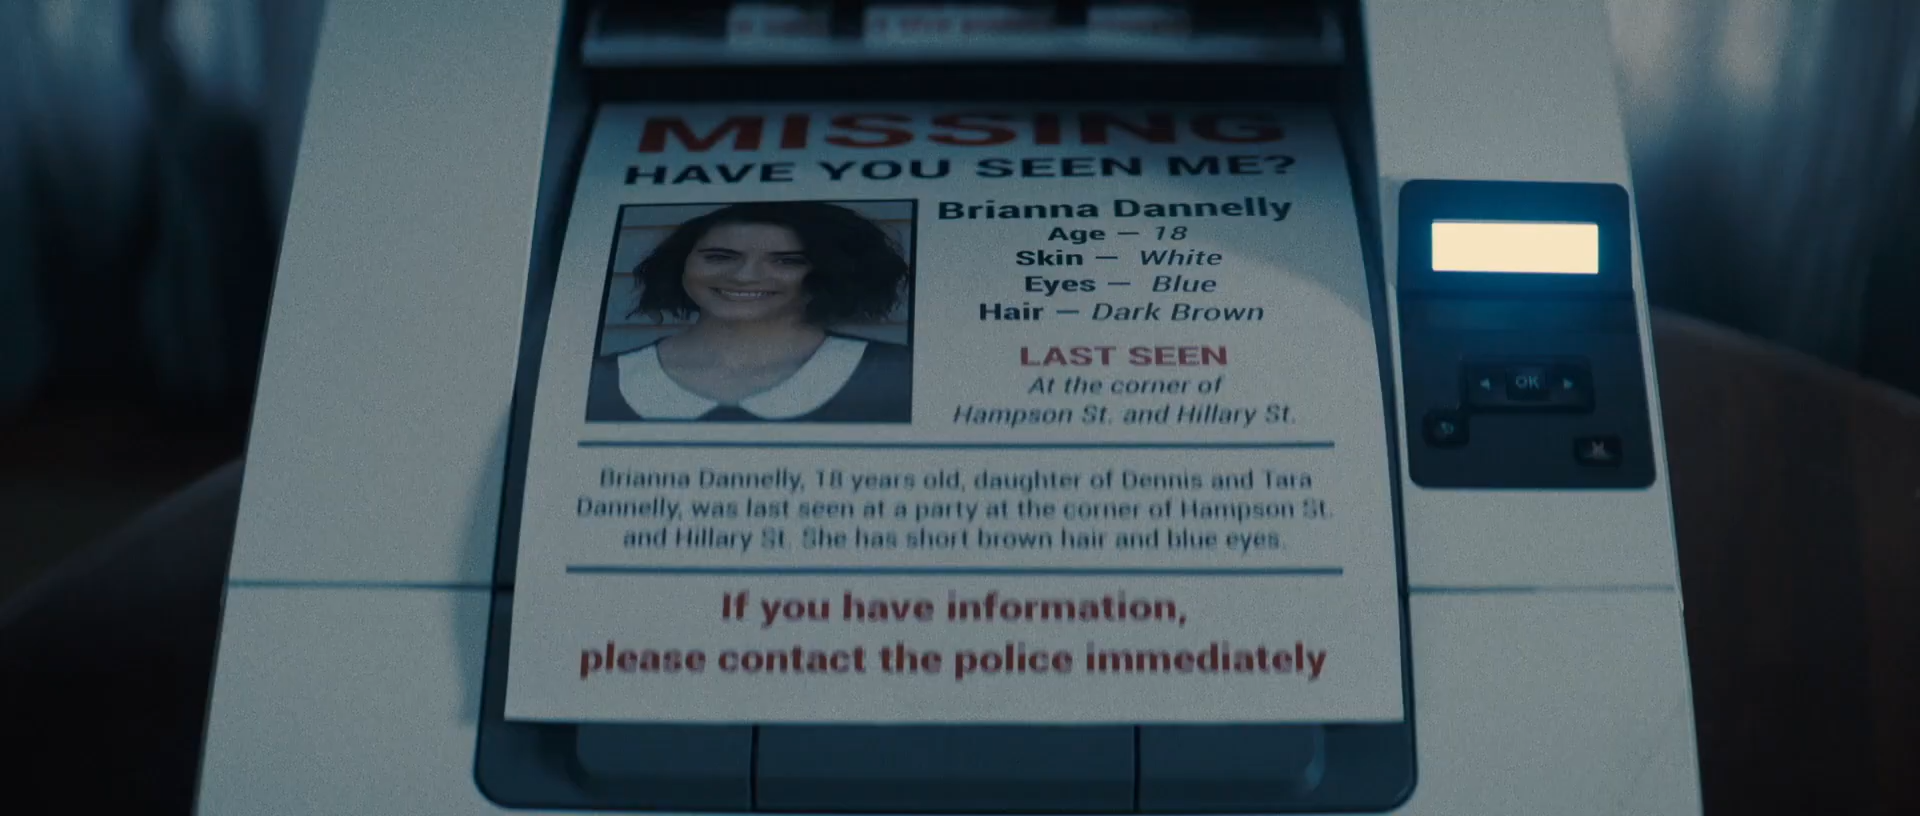 MISSING
HAVE YOU SEEN ME?
Brianna Dannelly
Age — 18
Skin — White
Eyes — Blue
Hair — Dark Brown
LAST SEEN
At the corner of
Hampson St. and Hillary St.
Brianna Dannelly, 18 years old, daughter of Dennis and Tara
Dannelly, was last seen at a party at the corner of Hampson St.
and Hillary St. She has short brown hair and blue eyes.
If you have information,
please contact the police immediately
OK